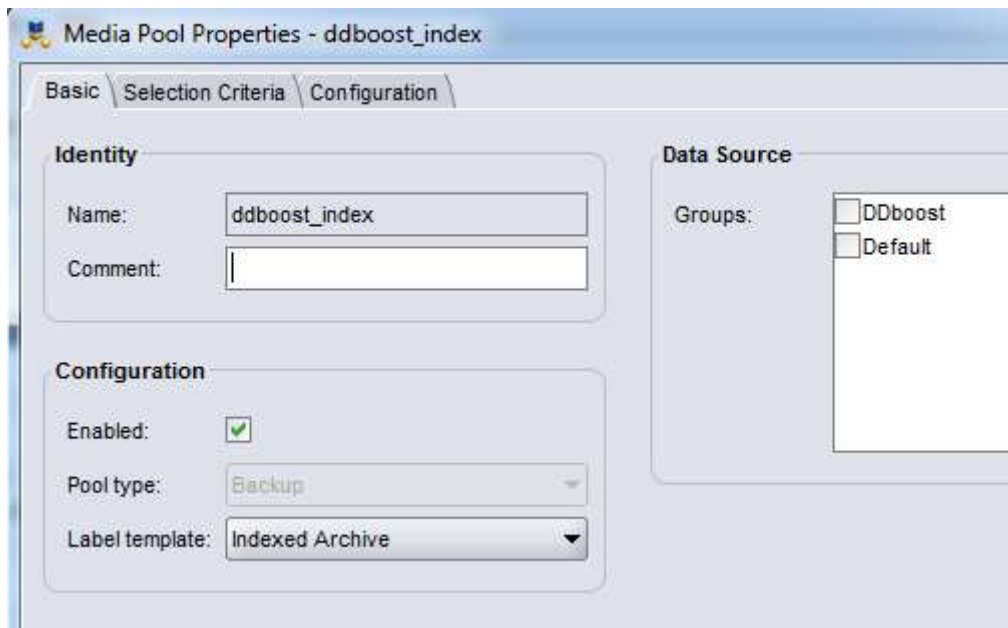 Media Pool Properties - ddboost_index
Basic
Selection Criteria
Configuration
Identity
Name: ddboost_index
Comment:
Configuration
Enabled:
Pool type: Backup
Label template: Indexed Archive
Data Source
Groups:
DDboost
Default